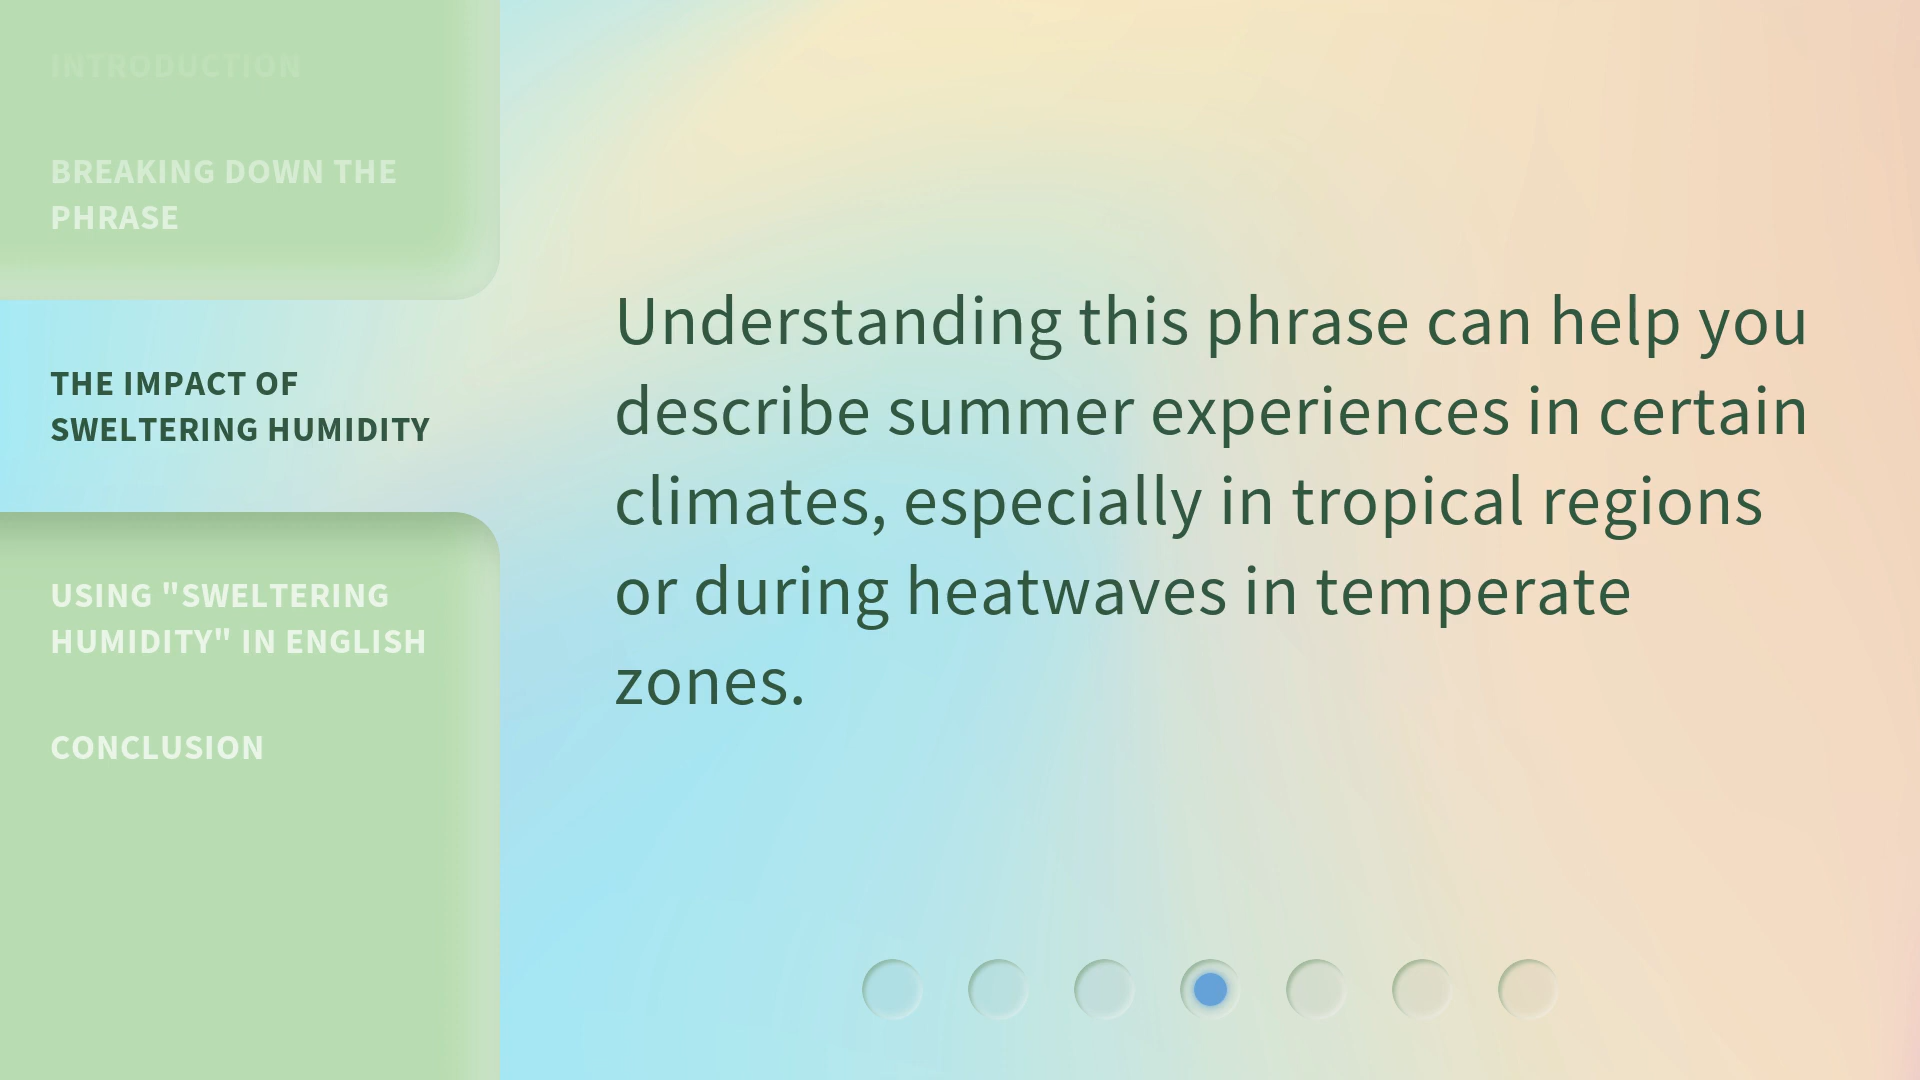 INTRODUCTION
BREAKING DOWN THE
PHRASE
THE IMPACT OF
SWELTERING HUMIDITY
USING "SWELTERING
HUMIDITY" IN ENGLISH
CONCLUSION
Understanding this phrase can help you
describe summer experiences in certain
climates, especially in tropical regions
or during heatwaves in temperate
zones.